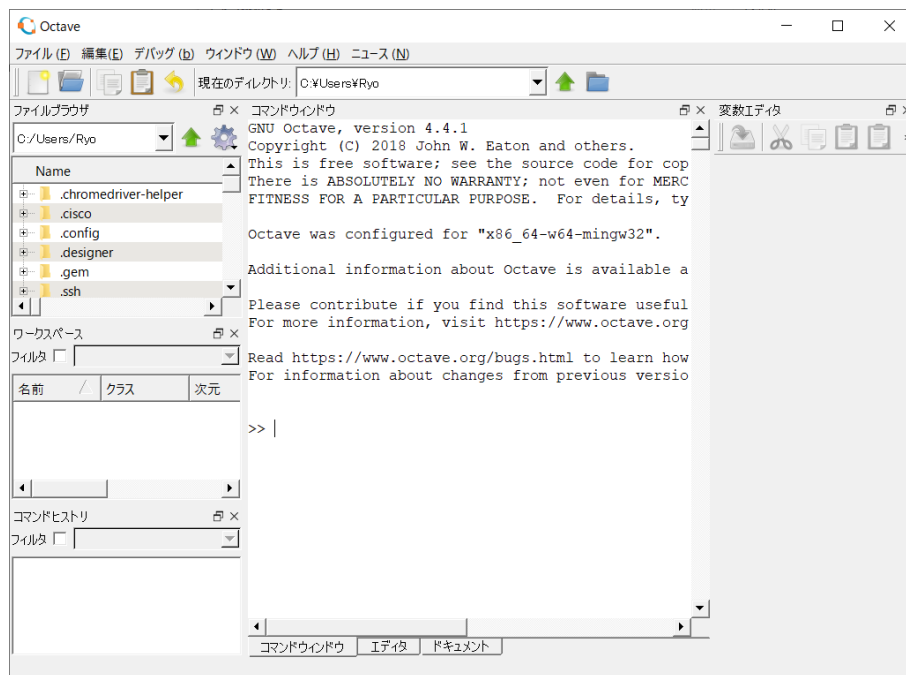 Octave
ファイル(F) 編集(E) デバッグ(b) ウィンドウ(W) ヘルプ(H) ニュース(N)
現在のディレクトリ: C:¥Users¥Ryo
ファイルブラウザ
C:/Users/Ryo
Name
.chromedriver-helper
.cisco
.config
.designer
.gem
.ssh
ワークスペース
フィルタ
名前 クラス 次元
コマンドヒストリ
フィルタ
コマンドウィンドウ
GNU Octave, version 4.4.1
Copyright (C) 2018 John W. Eaton and others.
This is free software; see the source code for cop
There is ABSOLUTELY NO WARRANTY; not even for MERC
FITNESS FOR A PARTICULAR PURPOSE.  For details, ty
Octave was configured for "x86_64-w64-mingw32".
Additional information about Octave is available a
Please contribute if you find this software useful
For more information, visit https://www.octave.org
Read https://www.octave.org/bugs.html to learn how
For information about changes from previous versio
>>
コマンドウィンドウ エディタ ドキュメント
変数エディタ